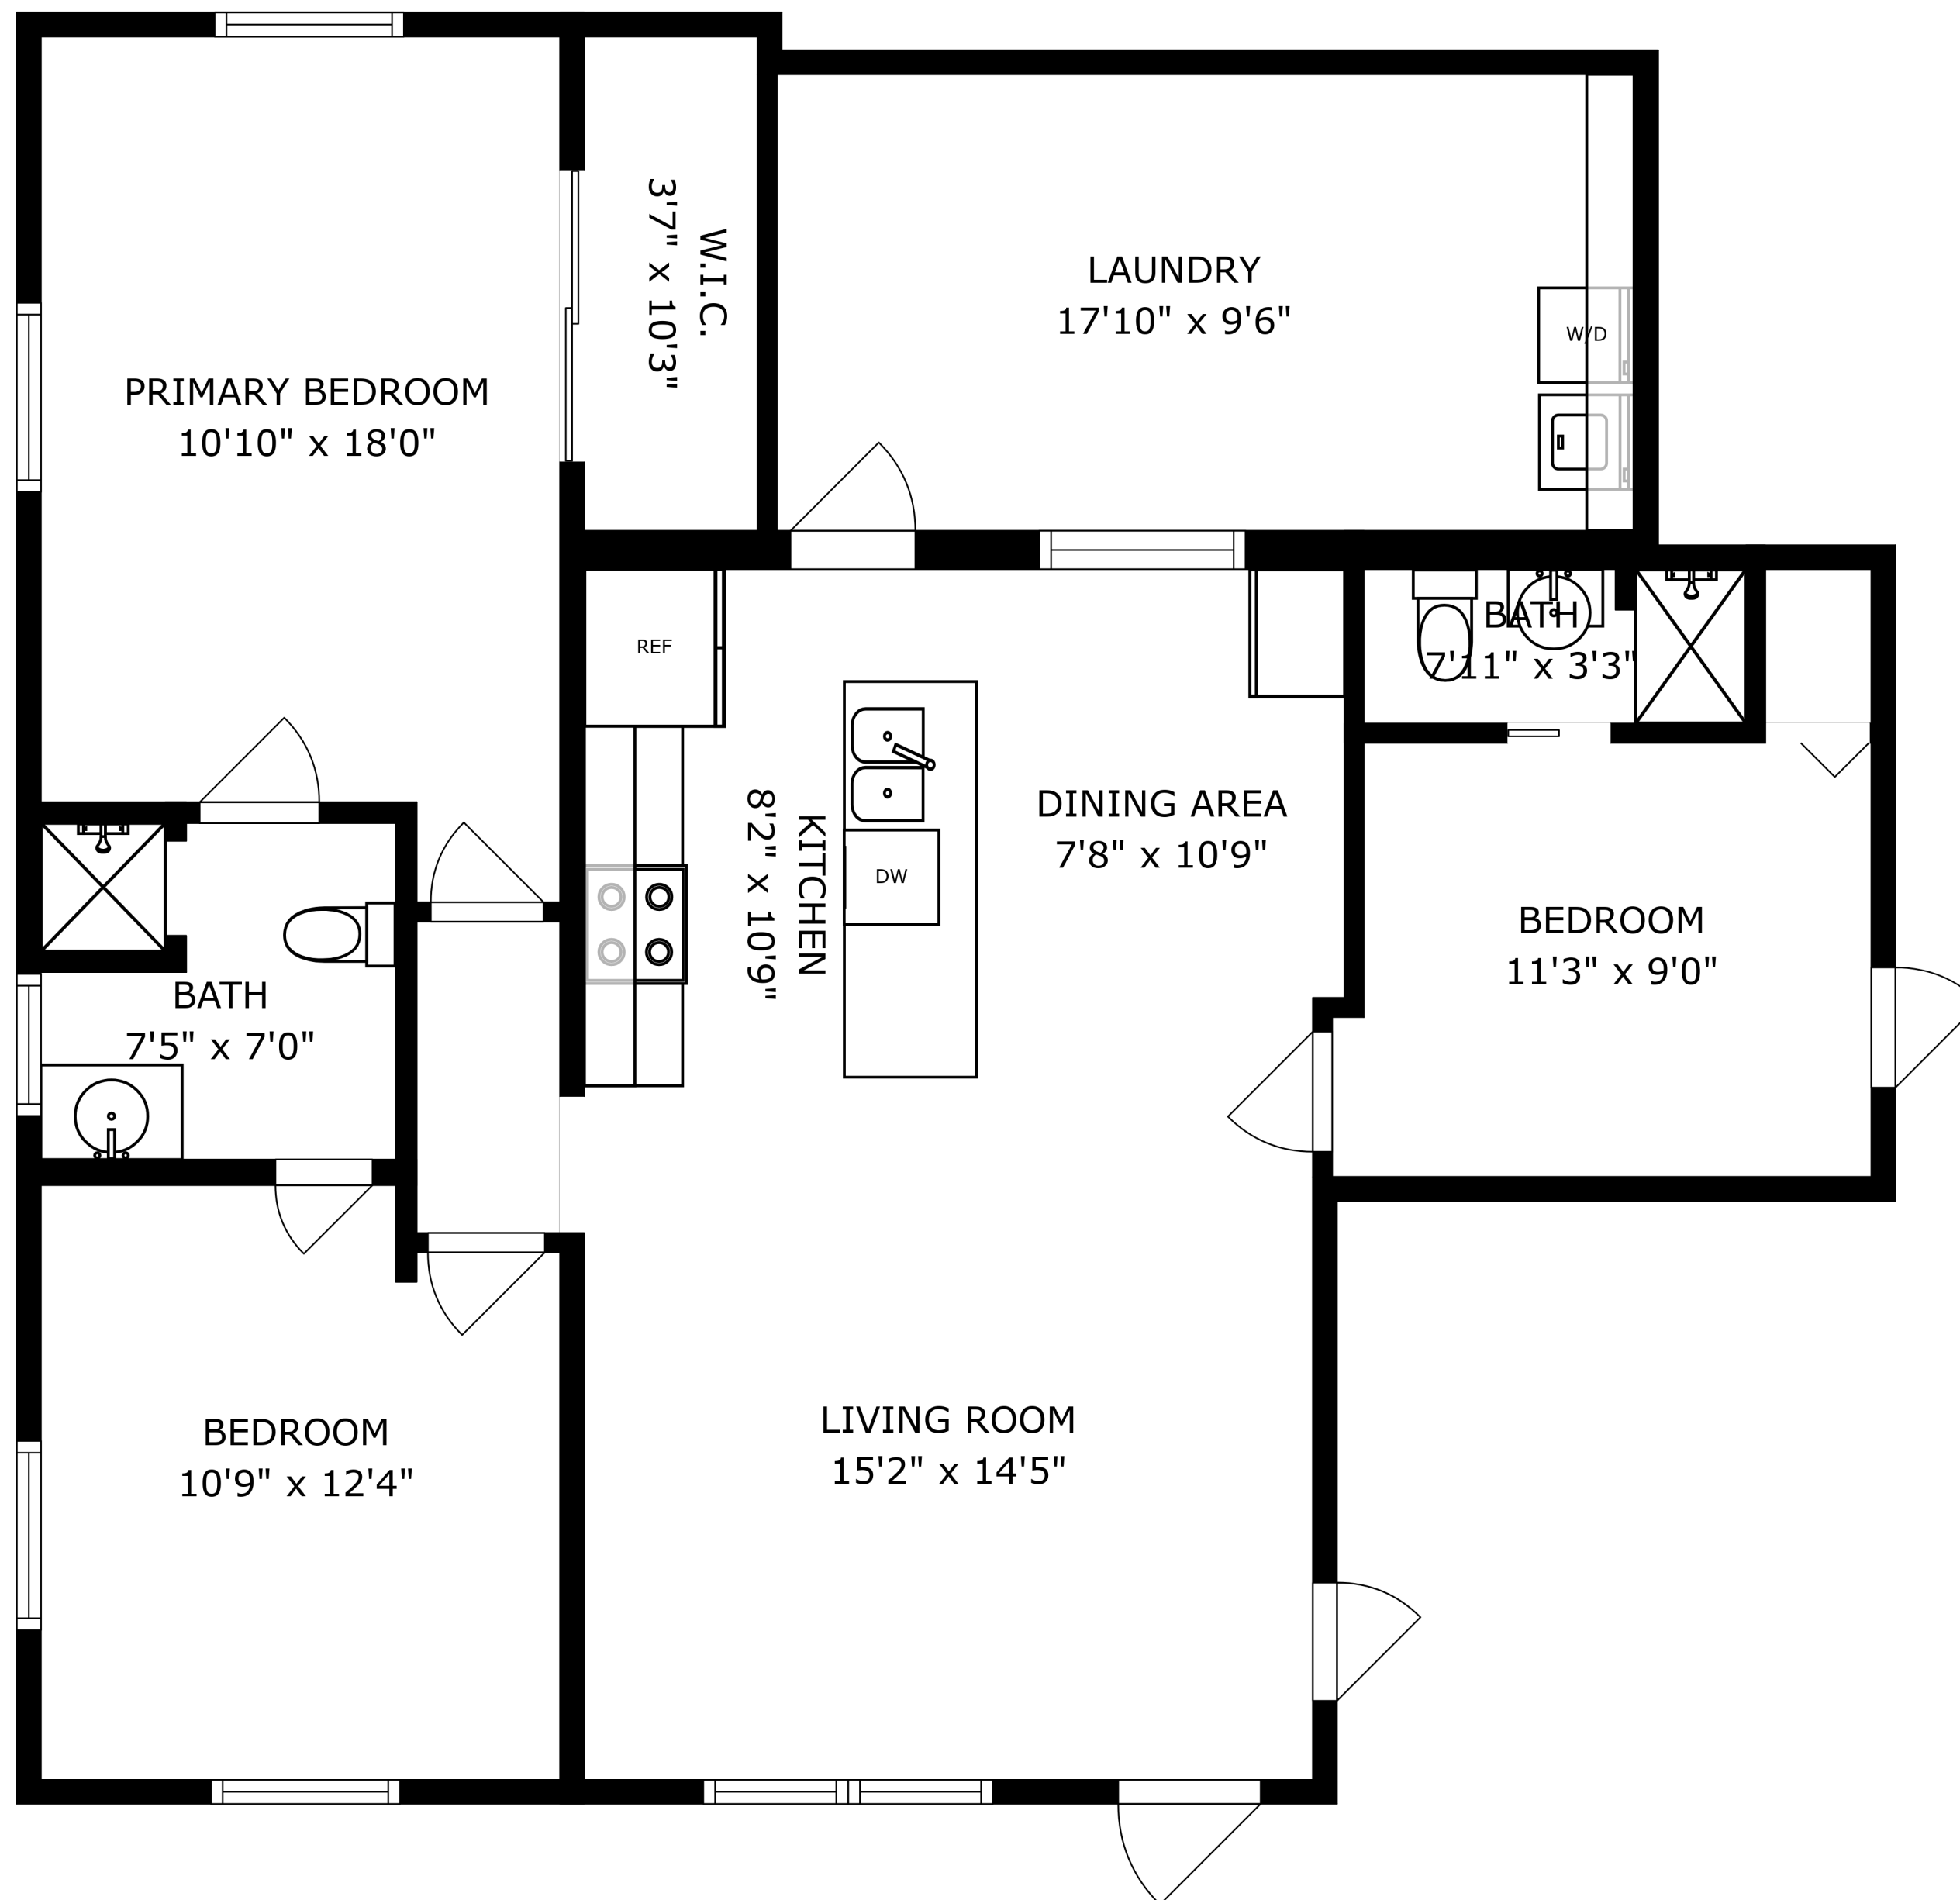 W.I.C.
3'7" x 10'3"
LAUNDRY
17'10" x 9'6"
W/D
PRIMARY BEDROOM
10'10" x 18'0"
REF
BATH
7'11" x 3'3"
KITCHEN
8'2" x 10'9"
DINING AREA
7'8" x 10'9"
DW
BEDROOM
11'3" x 9'0"
BATH
7'5" x 7'0"
BEDROOM
10'9" x 12'4"
LIVING ROOM
15'2" x 14'5"